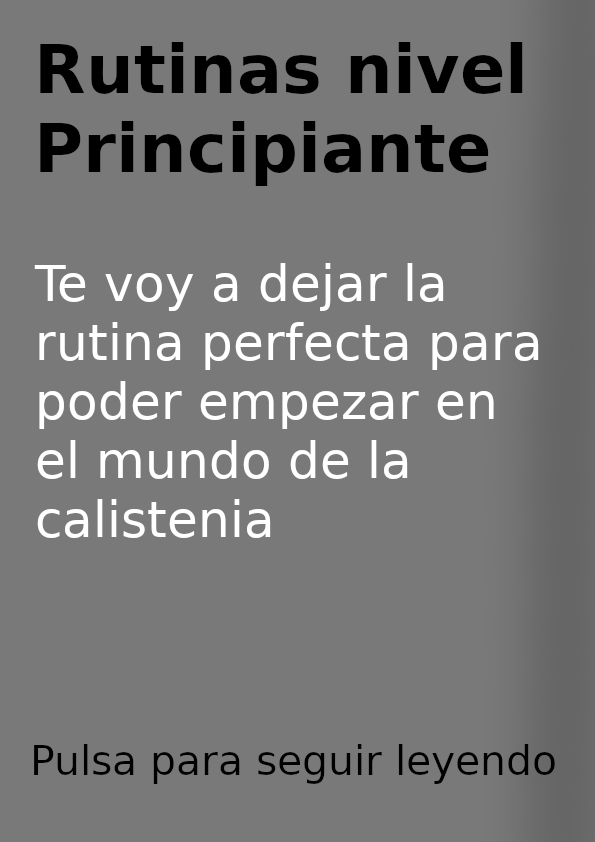 Rutinas nivel
Principiante
Te voy a dejar la
rutina perfecta para
poder empezar en
el mundo de la
calistenia
Pulsa para seguir leyendo